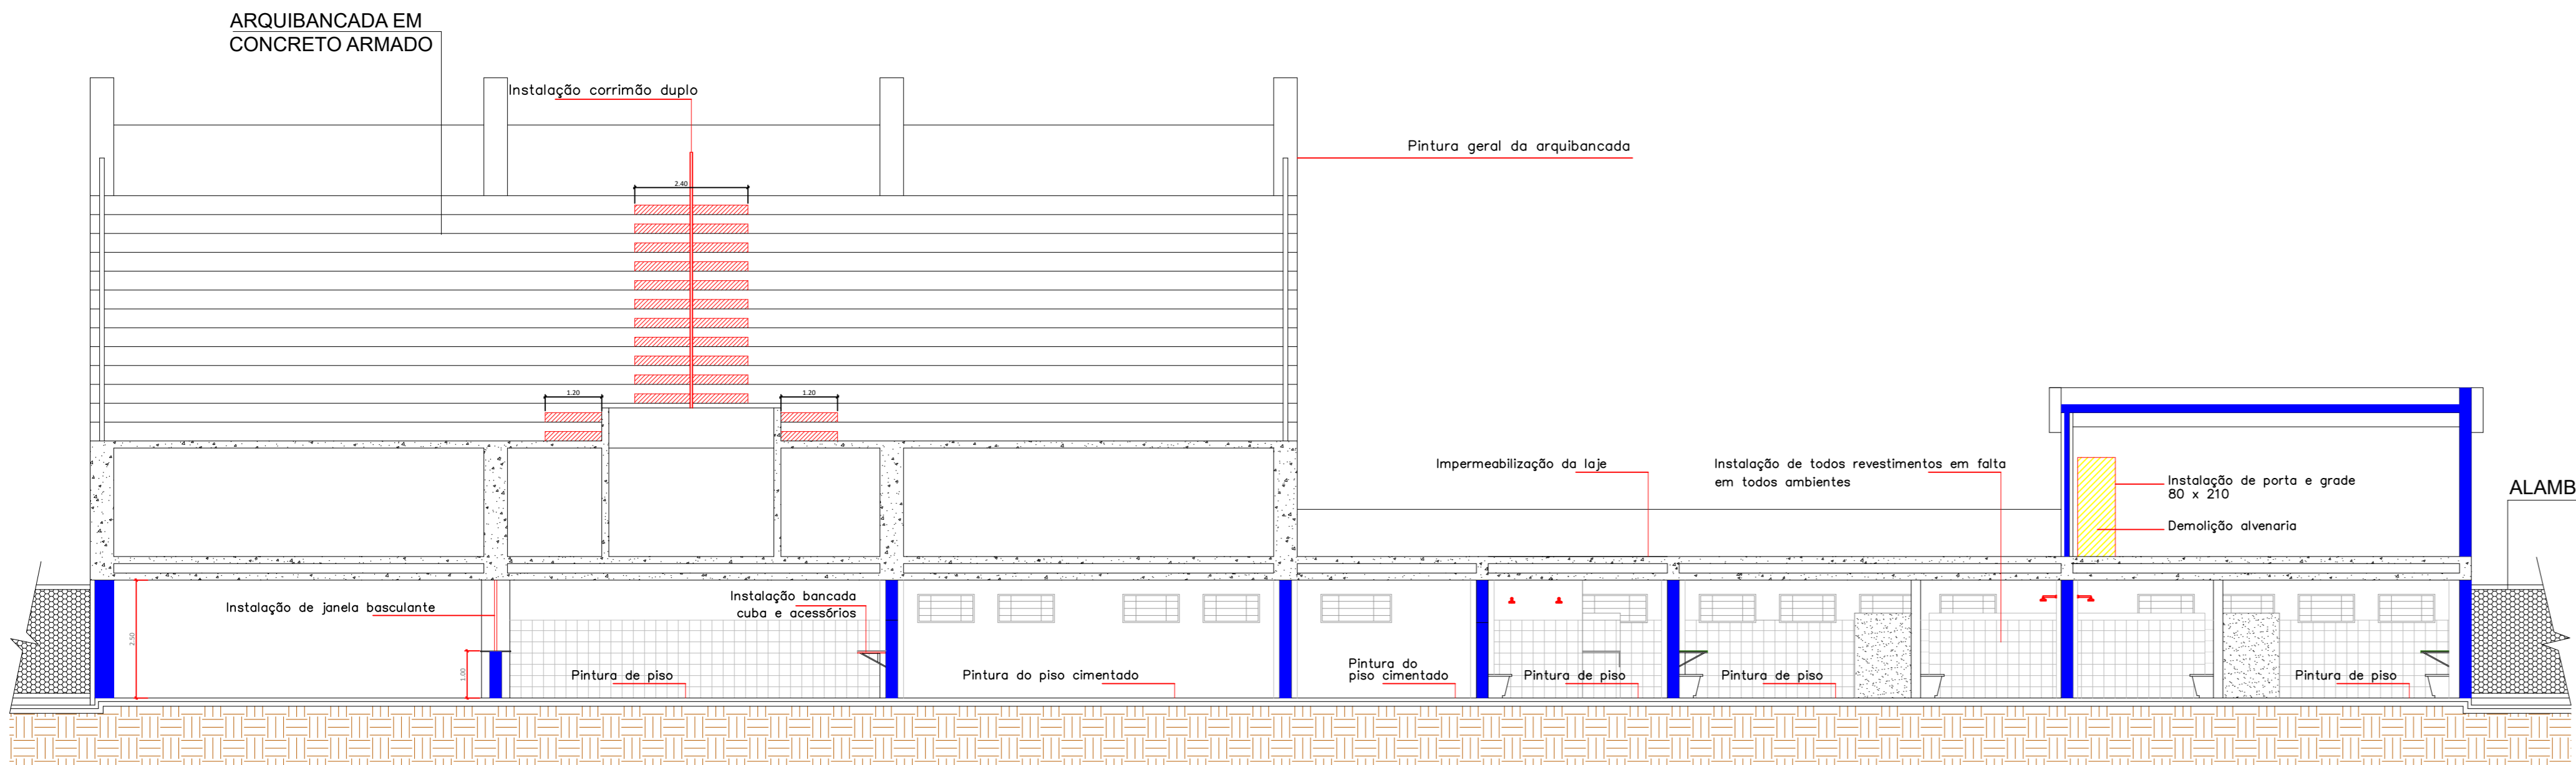 ARQUIBANCADA EM
CONCRETO ARMADO
Instalação corrimão duplo
Pintura geral da arquibancada
2.40
1.20
1.20
Impermeabilização da laje
Instalação de todos revestimentos em falta
em todos ambientes
Instalação de porta e grade
80 x 210
Demolição alvenaria
ALAMB
Instalação de janela basculante
Instalação bancada
cuba e acessórios
2.50
1.00
Pintura de piso
Pintura do piso cimentado
Pintura do
piso cimentado
Pintura de piso
Pintura de piso
Pintura de piso